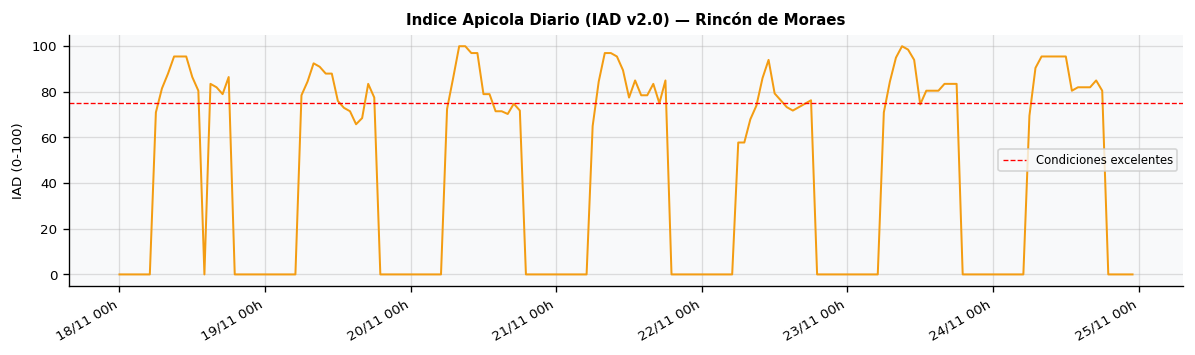 Indice Apicola Diario (IAD v2.0) — Rincón de Moraes
IAD (0-100)
100
80
60
40
20
0
Condiciones excelentes
18/11 00h
19/11 00h
20/11 00h
21/11 00h
22/11 00h
23/11 00h
24/11 00h
25/11 00h